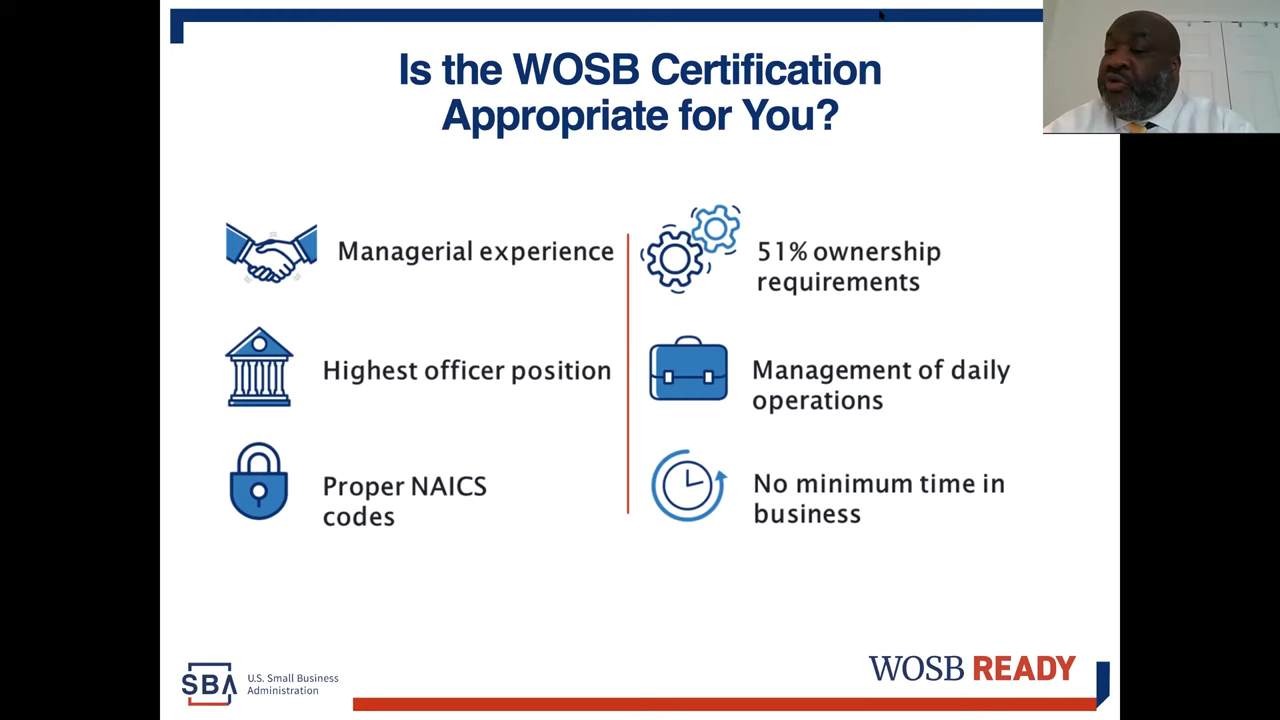 Is the WOSB Certification
Appropriate for You?
Managerial experience
Highest officer position
Proper NAICS
codes
51% ownership
requirements
Management of daily
operations
No minimum time in
business
SBA
U.S. Small Business
Administration
WOSB READY